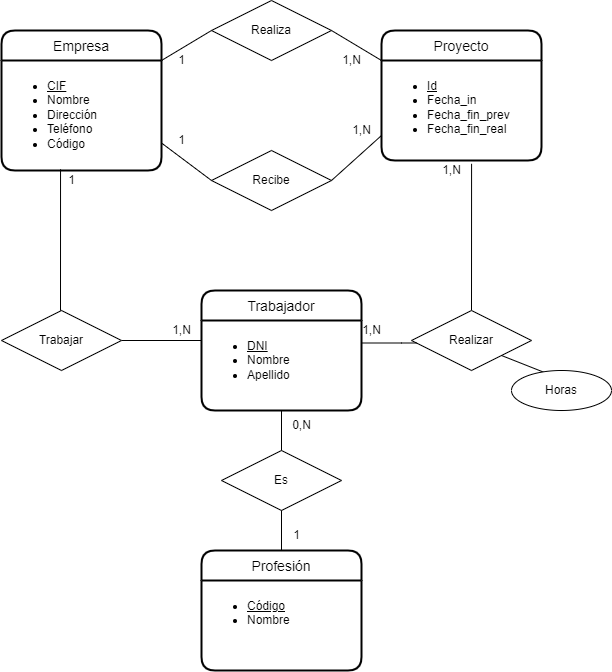 Realiza
Empresa
Proyecto
1
1,N
CIF
Nombre
Dirección
Teléfono
Código
Id
Fecha_in
Fecha_fin_prev
Fecha_fin_real
1
1,N
Recibe
1
1,N
Trabajador
1,N
1,N
Trabajar
Realizar
DNI
Nombre
Apellido
Horas
0,N
Es
1
Profesión
Código
Nombre